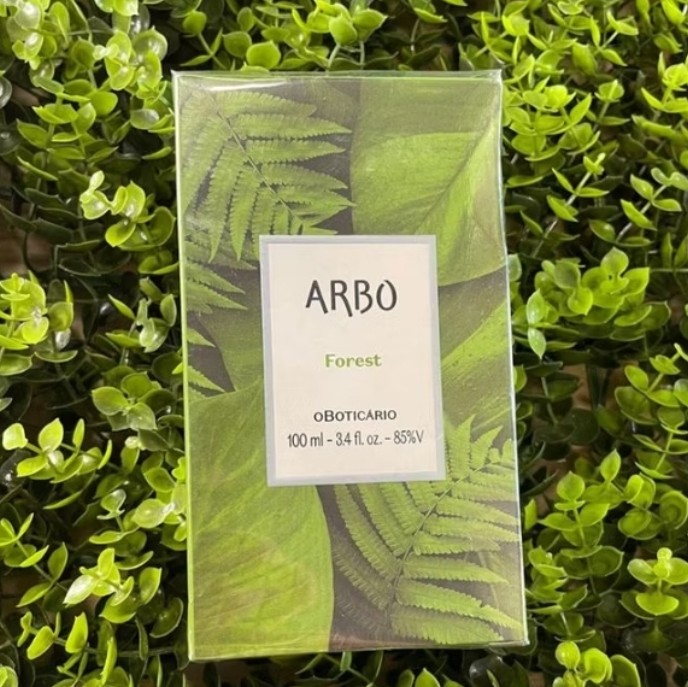 ARBO
Forest
oBOTICÁRIO
100 ml - 3.4 fl. oz. - 85%V